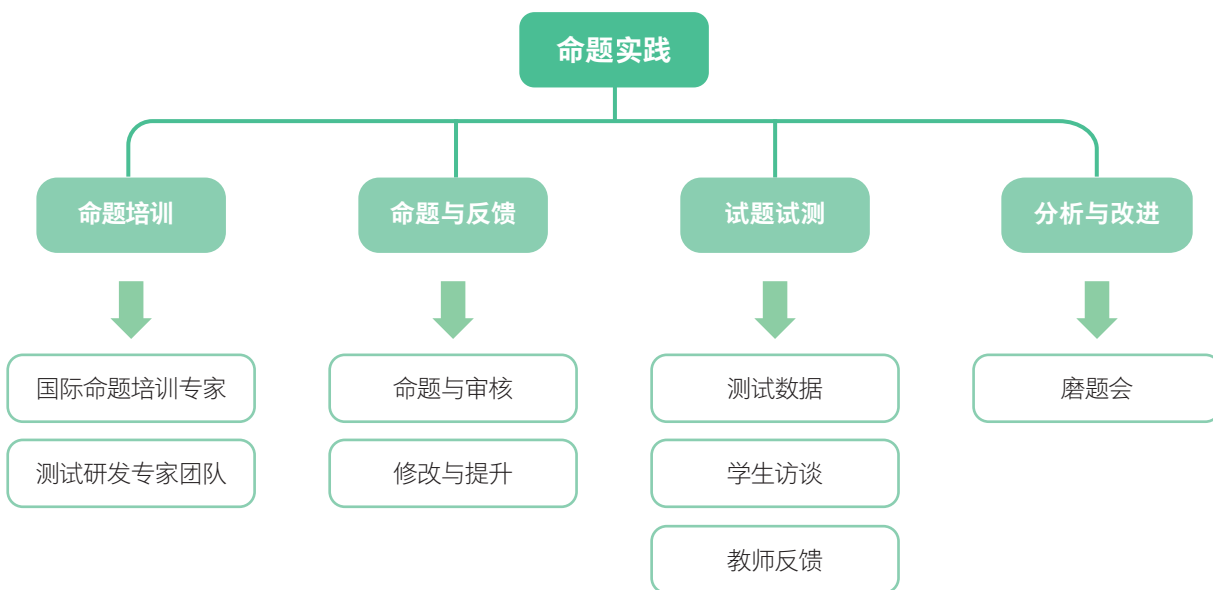 命题实践
命题培训
命题与反馈
试题试测
分析与改进
国际命题培训专家
命题与审核
测试数据
磨题会
测试研发专家团队
修改与提升
学生访谈
教师反馈